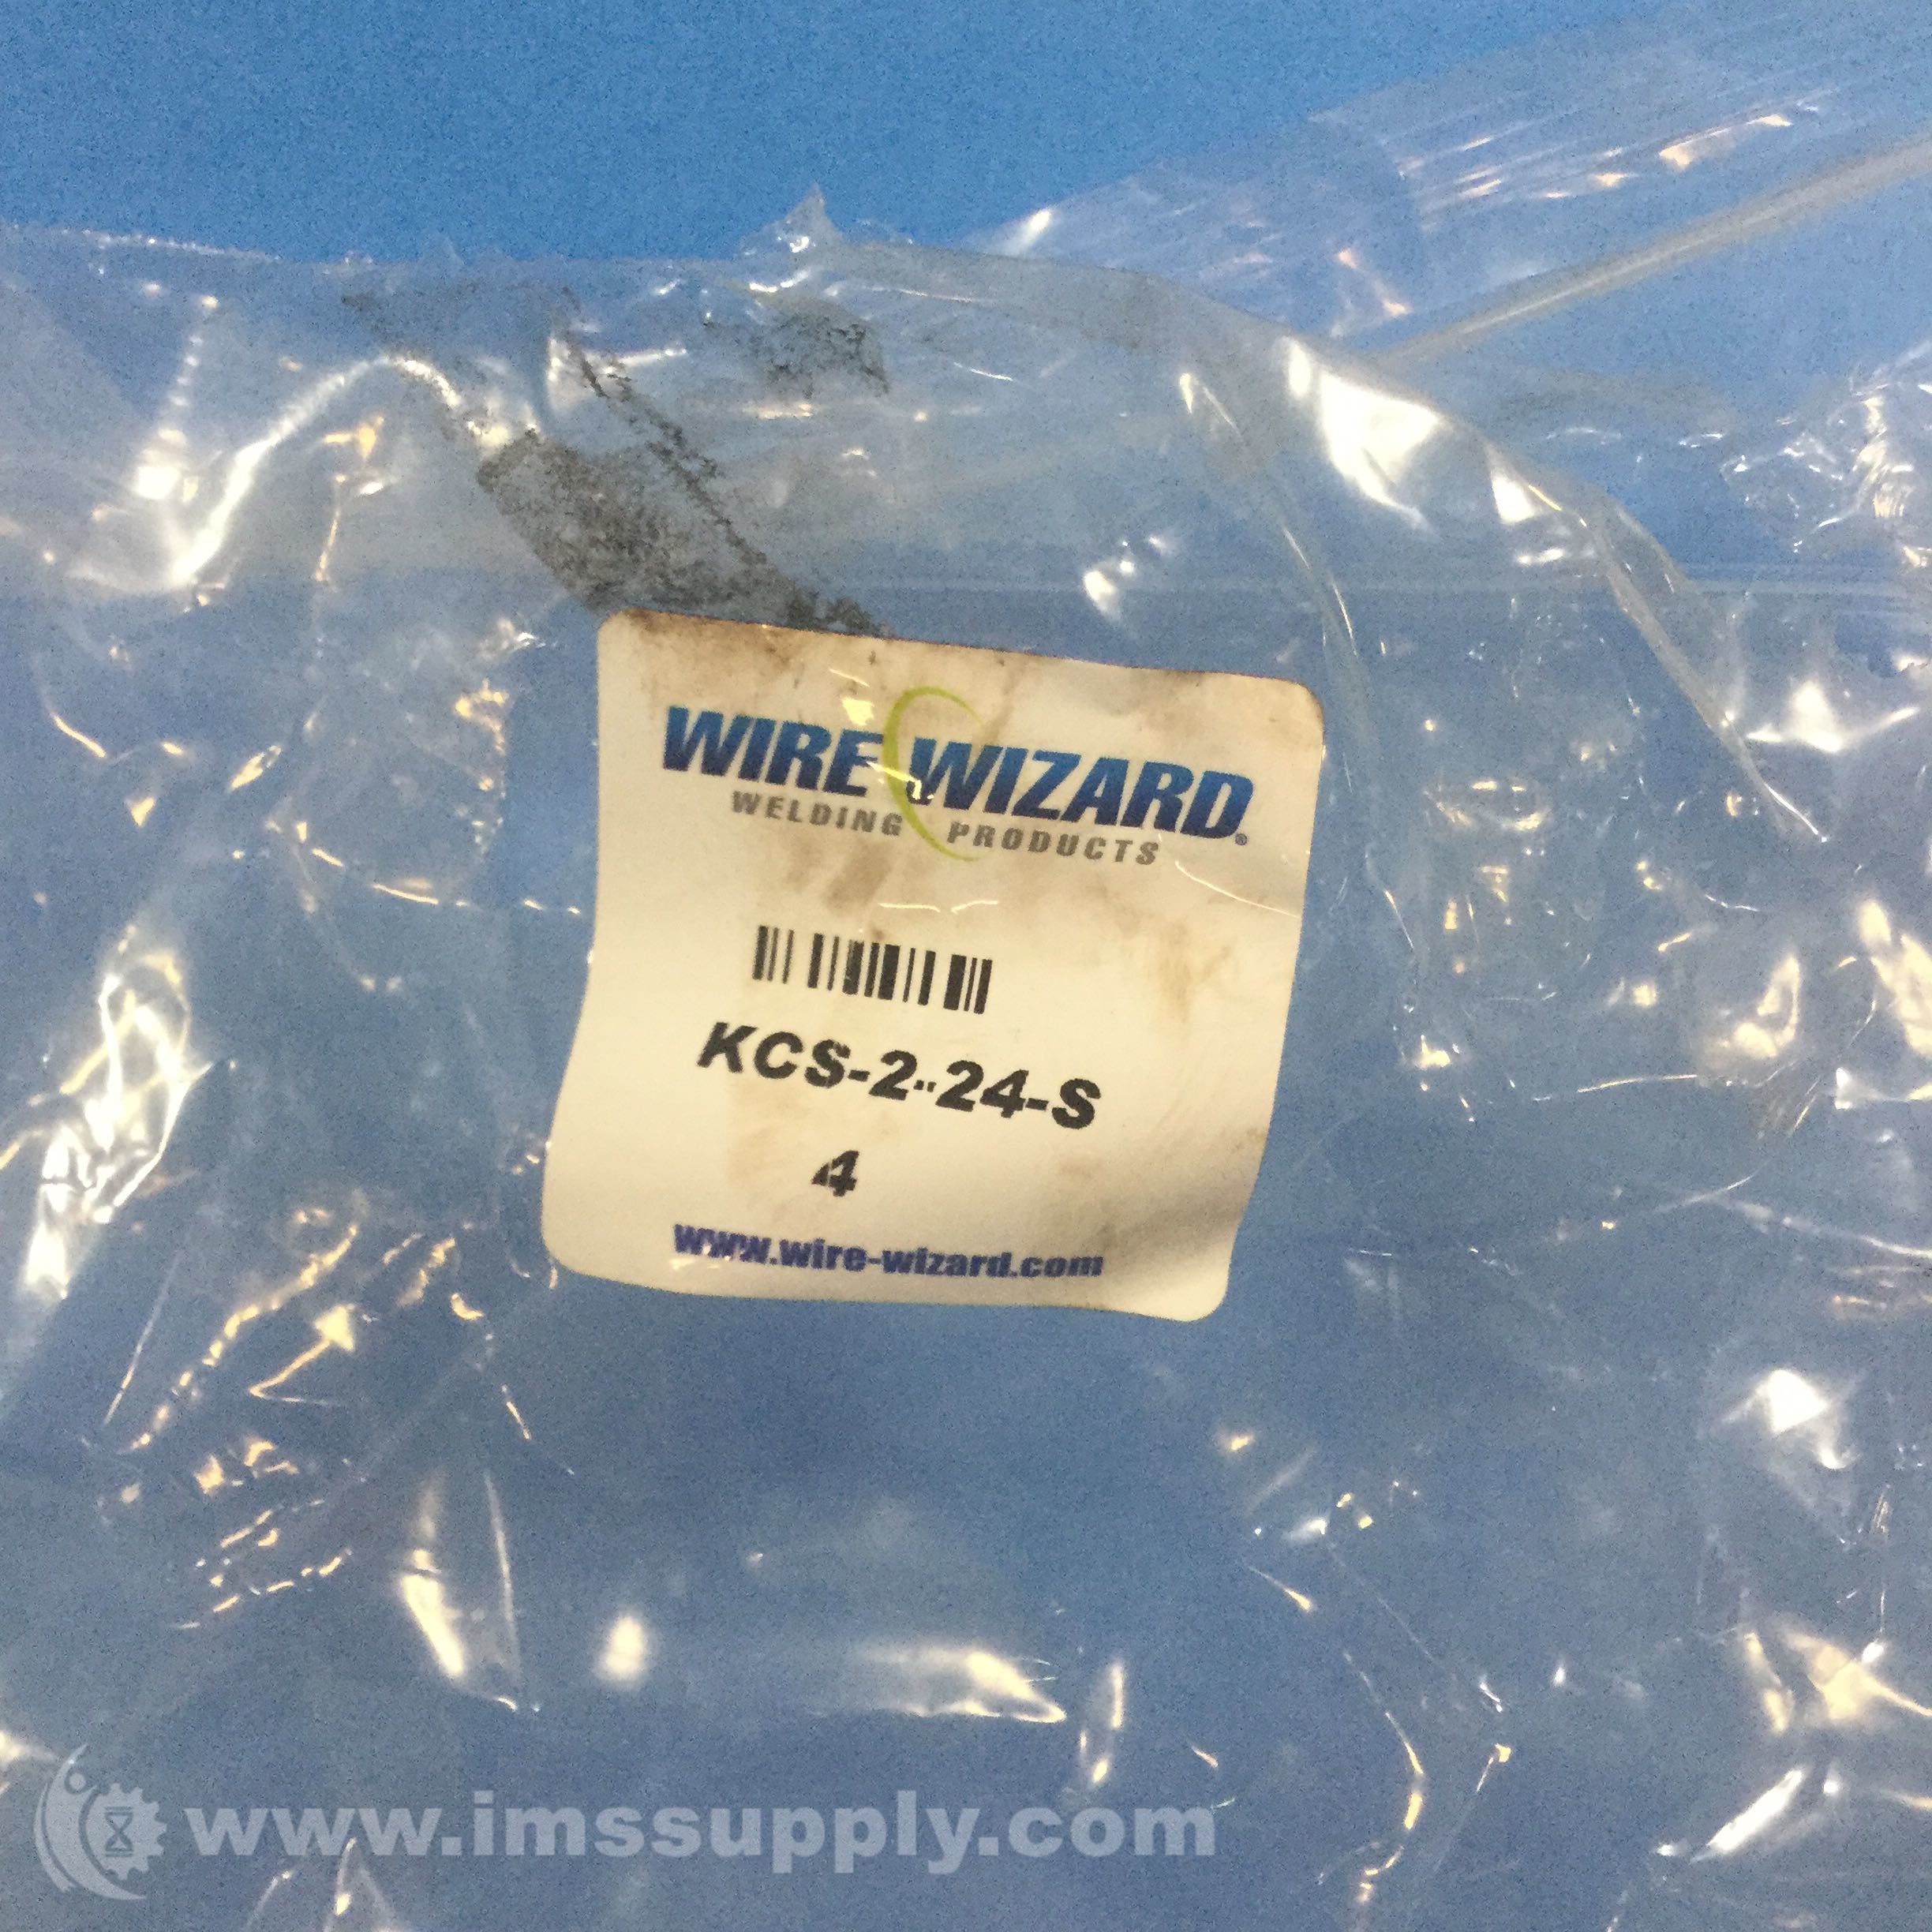 WIRE WIZARD®
WELDING PRODUCTS
KCS-2-24-S
4
www.wire-wizard.com
www.imssupply.com